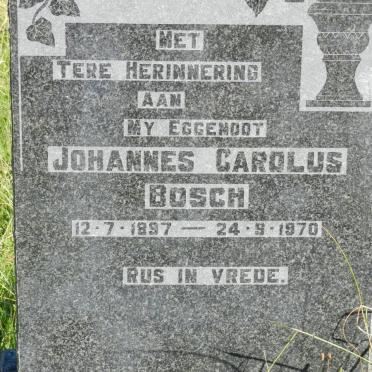 MET
TERE HERINNERING
AAN
MY EGGENOOT
JOHANNES CAROLUS
BOSCH
12-7-1897 — 24-9-1970
RUS IN VREDE.